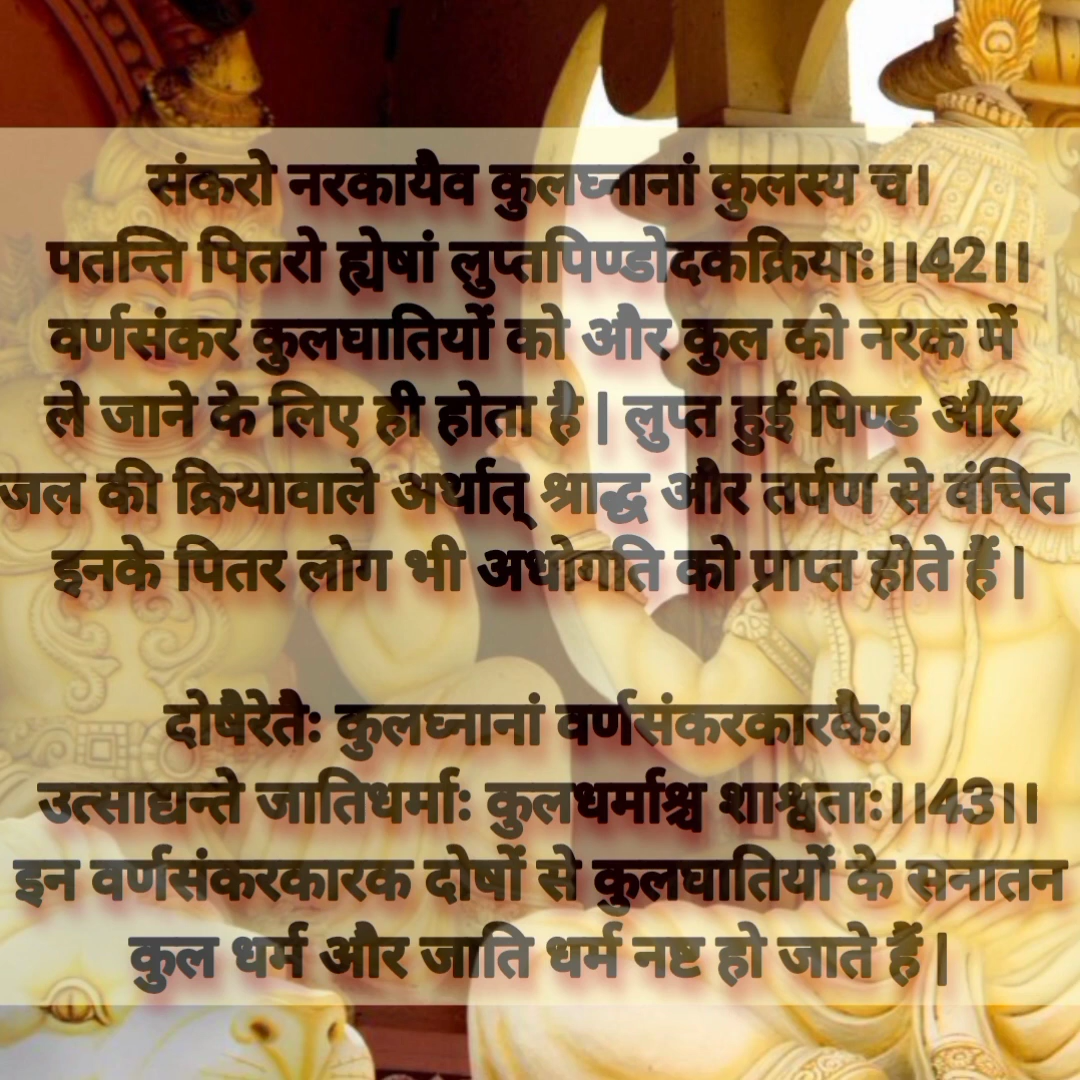 संकरो नरकायैव कुलघ्नानां कुलस्य च।
पतन्ति पितरो ह्येषां लुप्तपिण्डोदकक्रियाः।।42।।
वर्णसंकर कुलघातियों को और कुल को नरक में
ले जाने के लिए ही होता है | लुप्त हुई पिण्ड और
जल की क्रियावाले अर्थात् श्राद्ध और तर्पण से वंचित
इनके पितर लोग भी अधोगति को प्राप्त होते हैं |
दोषैरेतैः कुलघ्नानां वर्णसंकरकारकैः।
उत्साद्यन्ते जातिधर्माः कुलधर्माश्च शाश्वताः।।43।।
इन वर्णसंकरकारक दोषों से कुलघातियों के सनातन
कुल धर्म और जाति धर्म नष्ट हो जाते हैं |